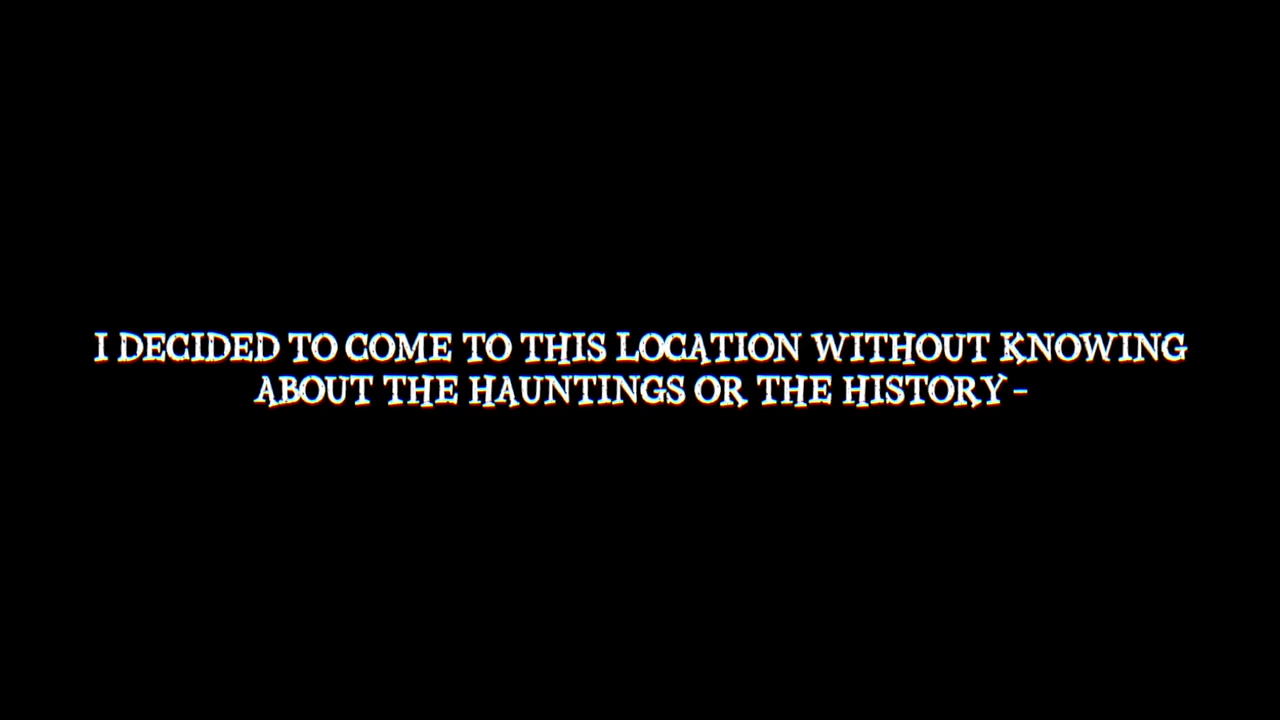 I DECIDED TO COME TO THIS LOCATION WITHOUT KNOWING
ABOUT THE HAUNTINGS OR THE HISTORY -